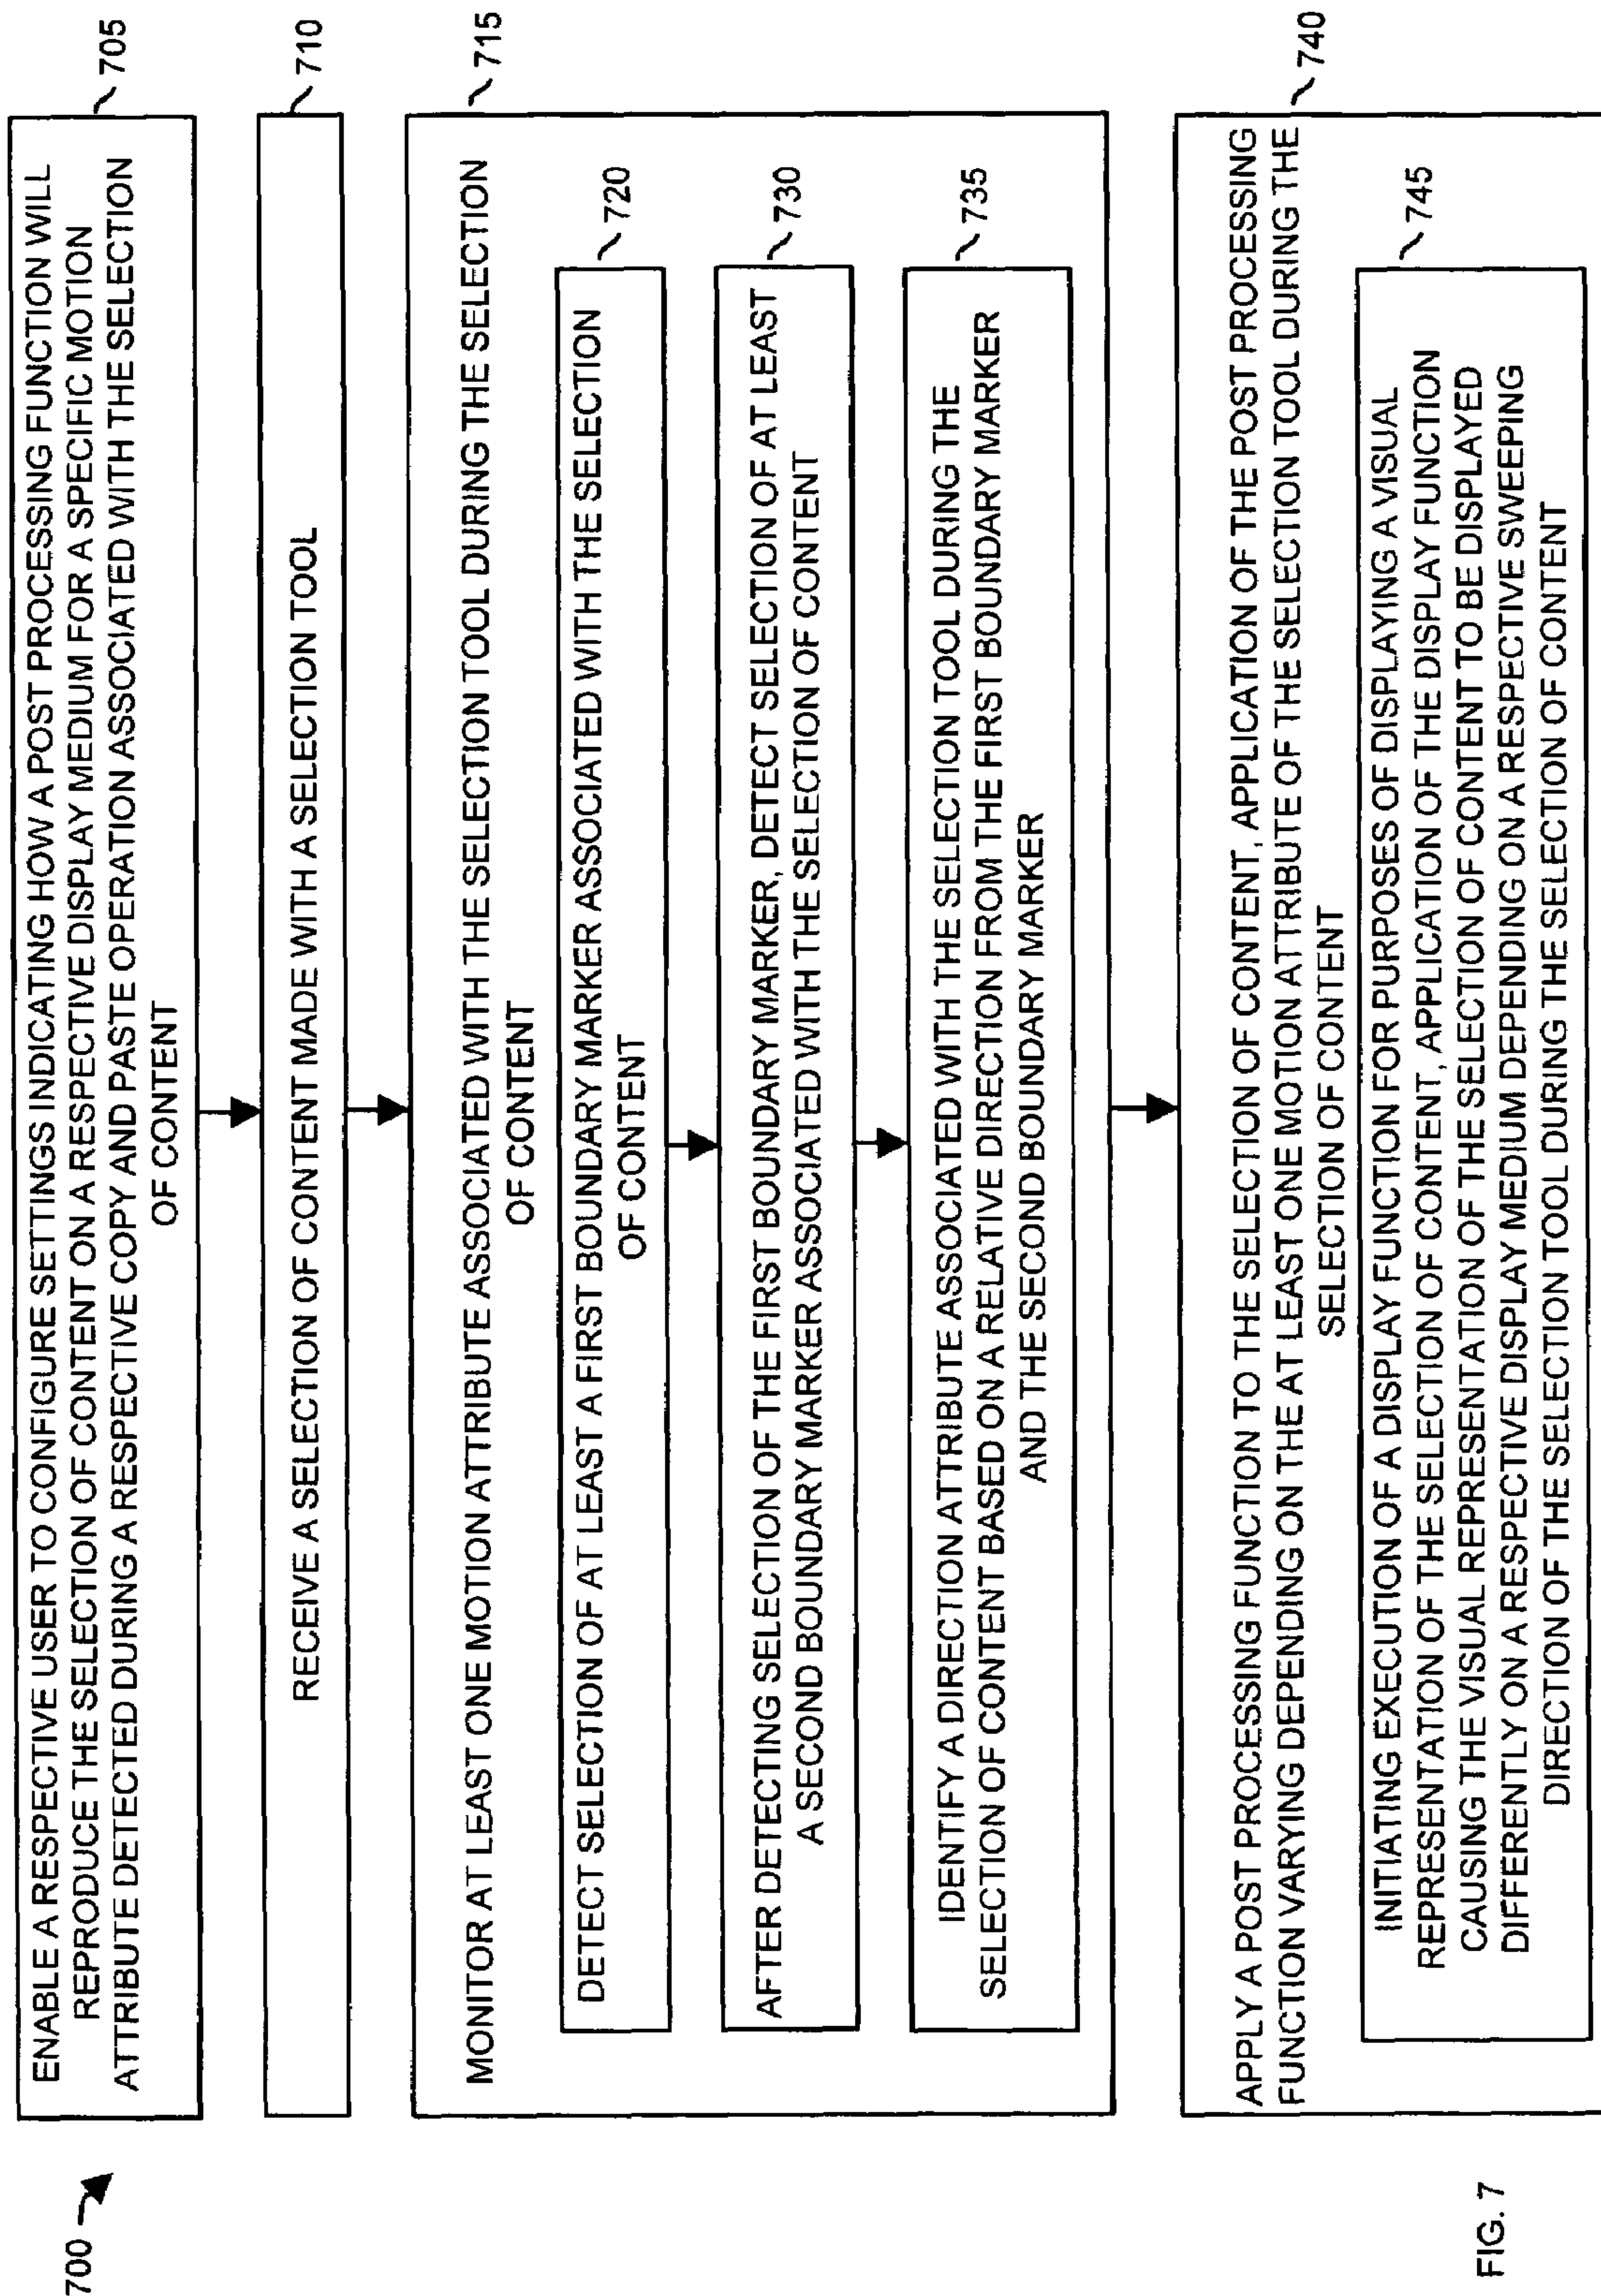 700
ENABLE A RESPECTIVE USER TO CONFIGURE SETTINGS INDICATING HOW A POST PROCESSING FUNCTION WILL
REPRODUCE THE SELECTION OF CONTENT ON A RESPECTIVE DISPLAY MEDIUM FOR A SPECIFIC MOTION
ATTRIBUTE DETECTED DURING A RESPECTIVE COPY AND PASTE OPERATION ASSOCIATED WITH THE SELECTION
OF CONTENT
705
RECEIVE A SELECTION OF CONTENT MADE WITH A SELECTION TOOL
710
MONITOR AT LEAST ONE MOTION ATTRIBUTE ASSOCIATED WITH THE SELECTION TOOL DURING THE SELECTION
OF CONTENT
715
DETECT SELECTION OF AT LEAST A FIRST BOUNDARY MARKER ASSOCIATED WITH THE SELECTION
OF CONTENT
720
AFTER DETECTING SELECTION OF THE FIRST BOUNDARY MARKER, DETECT SELECTION OF AT LEAST
A SECOND BOUNDARY MARKER ASSOCIATED WITH THE SELECTION OF CONTENT
730
IDENTIFY A DIRECTION ATTRIBUTE ASSOCIATED WITH THE SELECTION TOOL DURING THE
SELECTION OF CONTENT BASED ON A RELATIVE DIRECTION FROM THE FIRST BOUNDARY MARKER
AND THE SECOND BOUNDARY MARKER
735
APPLY A POST PROCESSING FUNCTION TO THE SELECTION OF CONTENT, APPLICATION OF THE POST PROCESSING
FUNCTION VARYING DEPENDING ON THE AT LEAST ONE MOTION ATTRIBUTE OF THE SELECTION TOOL DURING THE
SELECTION OF CONTENT
740
INITIATING EXECUTION OF A DISPLAY FUNCTION FOR PURPOSES OF DISPLAYING A VISUAL
REPRESENTATION OF THE SELECTION OF CONTENT, APPLICATION OF THE DISPLAY FUNCTION
CAUSING THE VISUAL REPRESENTATION OF THE SELECTION OF CONTENT TO BE DISPLAYED
DIFFERENTLY ON A RESPECTIVE DISPLAY MEDIUM DEPENDING ON A RESPECTIVE SWEEPING
DIRECTION OF THE SELECTION TOOL DURING THE SELECTION OF CONTENT
745
FIG. 7